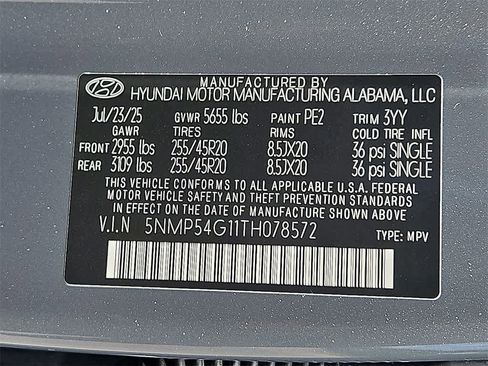 MANUFACTURED BY
HYUNDAI MOTOR MANUFACTURING ALABAMA, LLC
Jul/23/25 GVWR 5655 lbs PAINT PE2 TRIM 3YY
GAWR TIRES RIMS COLD TIRE INFL
FRONT 2955 lbs 255/45R20 8.5JX20 36 psi SINGLE
REAR 3109 lbs 255/45R20 8.5JX20 36 psi SINGLE
THIS VEHICLE CONFORMS TO ALL APPLICABLE U.S.A. FEDERAL
MOTOR VEHICLE SAFETY AND THEFT PREVENTION STANDARDS
IN EFFECT ON THE DATE OF MANUFACTURE SHOWN ABOVE.
V.I.N 5NMP54G11TH078572 TYPE: MPV